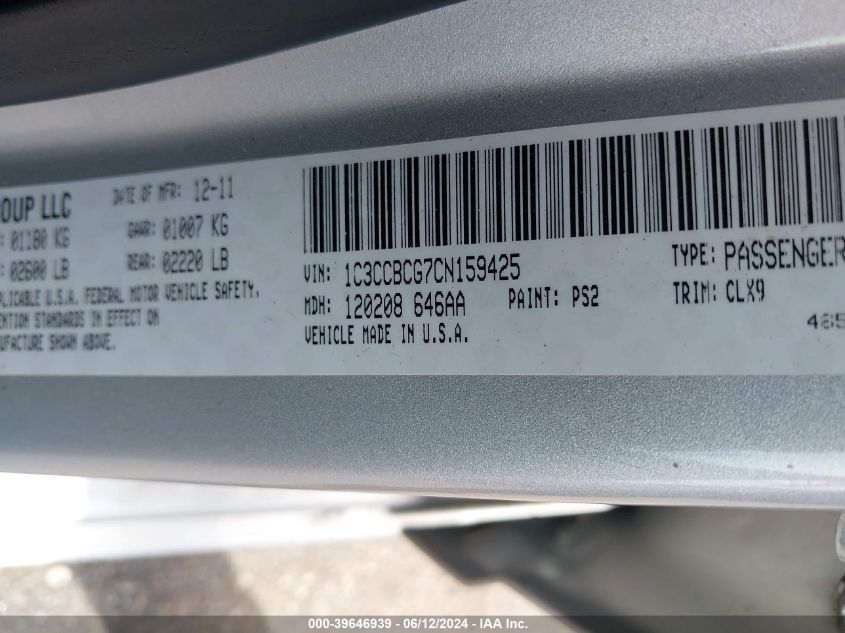 OUP LLC DATE OF MFR: 12-11
01180 KG GAWR: 01007 KG
02600 LB REAR: 02220 LB
PLICABLE U.S.A. FEDERAL MOTOR VEHICLE SAFETY,
ENTION STANDARDS IN EFFECT ON
UFACTURE SHOWN ABOVE.
VIN: 1C3CCBCG7CN159425 TYPE: PASSENGER
MDH: 120208 646AA PAINT: PS2 TRIM: CLX9
VEHICLE MADE IN U.S.A. 465
000-39646939 - 06/12/2024 - IAA Inc.